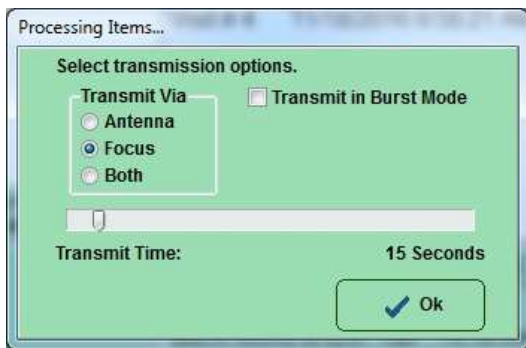 Processing Items...
Select transmission options.
Transmit Via
Transmit in Burst Mode
Antenna
Focus
Both
Transmit Time:
15 Seconds
Ok